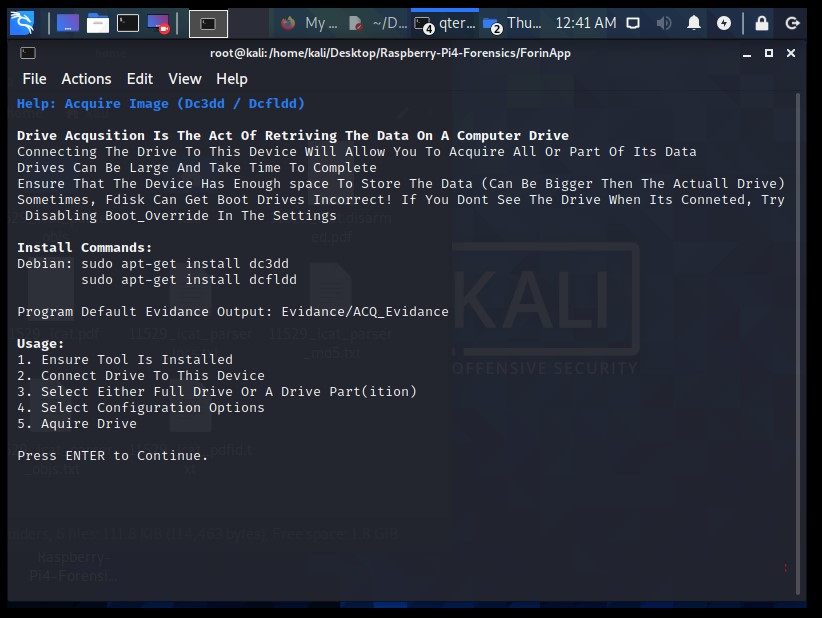 My ...
~/D...
4
qter...
2
Thu...
12:41 AM
root@kali:/home/kali/Desktop/Raspberry-Pi4-Forensics/ForinApp
File Actions Edit View Help
Help: Acquire Image (Dc3dd / Dcfldd)
Drive Acqusition Is The Act Of Retriving The Data On A Computer Drive
Connecting The Drive To This Device Will Allow You To Acquire All Or Part Of Its Data
Drives Can Be Large And Take Time To Complete
Ensure That The Device Has Enough space To Store The Data (Can Be Bigger Then The Actuall Drive)
Sometimes, Fdisk Can Get Boot Drives Incorrect! If You Dont See The Drive When Its Conneted, Try
Disabling Boot_Override In The Settings
Install Commands:
Debian: sudo apt-get install dc3dd
sudo apt-get install dcfldd
Program Default Evidance Output: Evidance/ACQ_Evidance
Usage:
1. Ensure Tool Is Installed
2. Connect Drive To This Device
3. Select Either Full Drive Or A Drive Part(ition)
4. Select Configuration Options
5. Aquire Drive
Press ENTER to Continue.
KALI
OFFENSIVE SECURITY
Raspberry-
Pi4-Forensi...